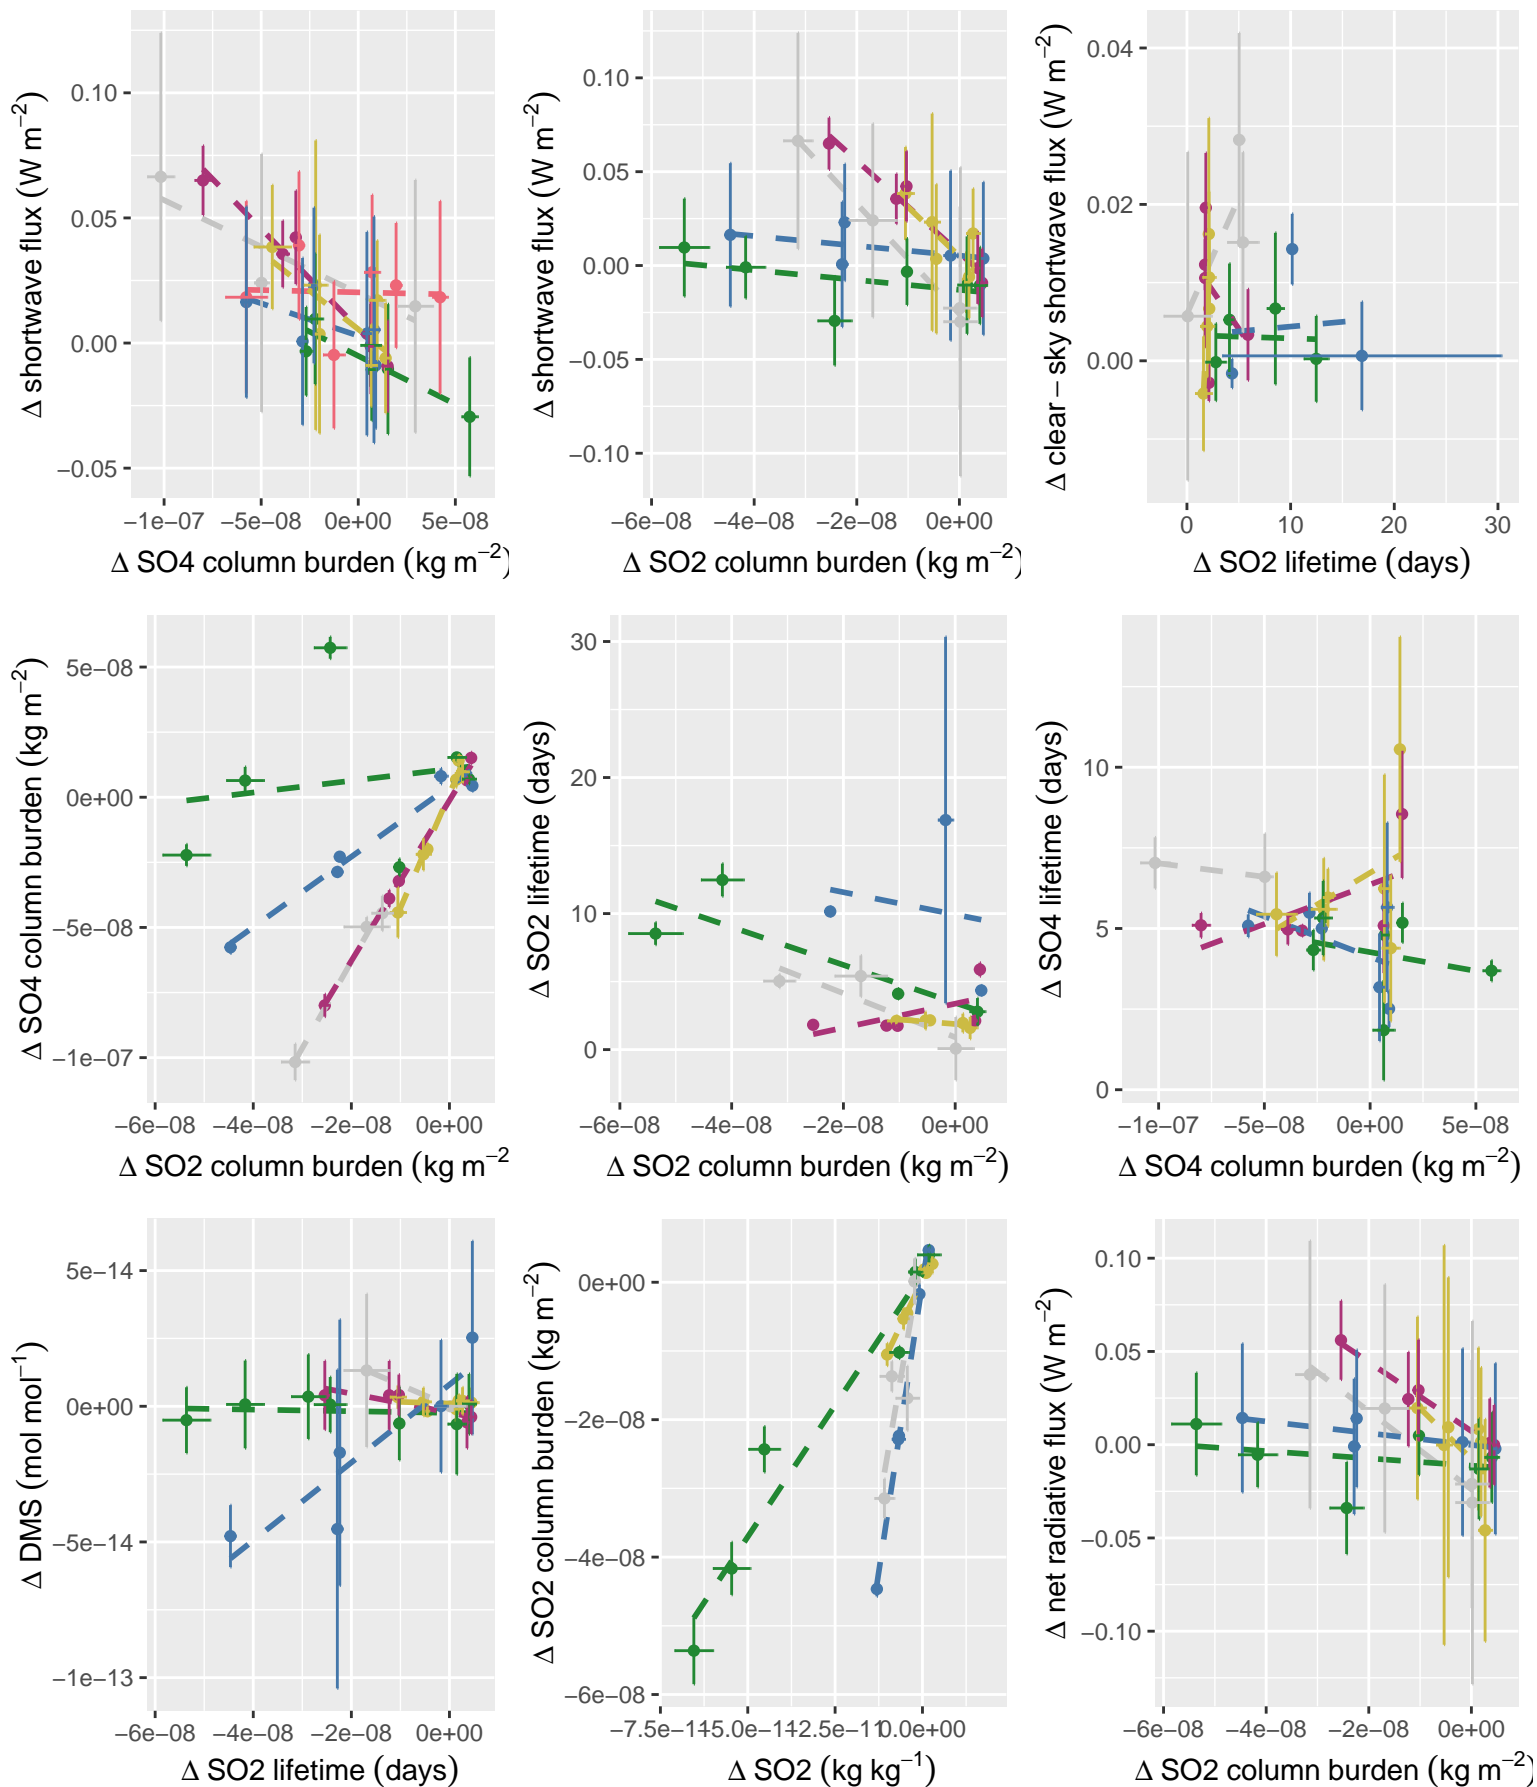 Δ shortwave flux (W m−2)
0.10
0.05
0.00
−0.05
−1e−07 −5e−08 0e+00 5e−08
Δ SO4 column burden (kg m−2)
Δ shortwave flux (W m−2)
0.10
0.05
0.00
−0.05
−0.10
−6e−08 −4e−08 −2e−08 0e+00
Δ SO2 column burden (kg m−2)
Δ clear − sky shortwave flux (W m−2)
0.04
0.02
0.00
0 10 20 30
Δ SO2 lifetime (days)
Δ SO4 column burden (kg m−2)
5e−08
0e+00
−5e−08
−1e−07
−6e−08 −4e−08 −2e−08 0e+00
Δ SO2 column burden (kg m−2
Δ SO2 lifetime (days)
30
20
10
0
−6e−08 −4e−08 −2e−08 0e+00
Δ SO2 column burden (kg m−2)
Δ SO4 lifetime (days)
10
5
0
−1e−07 −5e−08 0e+00 5e−08
Δ SO4 column burden (kg m−2)
Δ DMS (mol mol−1)
5e−14
0e+00
−5e−14
−1e−13
−6e−08 −4e−08 −2e−08 0e+00
Δ SO2 lifetime (days)
Δ SO2 column burden (kg m−2)
0e+00
−2e−08
−4e−08
−6e−08
Δ SO2 (kg kg−1)
Δ net radiative flux (W m−2)
0.10
0.05
0.00
−0.05
−0.10
−6e−08 −4e−08 −2e−08 0e+00
Δ SO2 column burden (kg m−2)